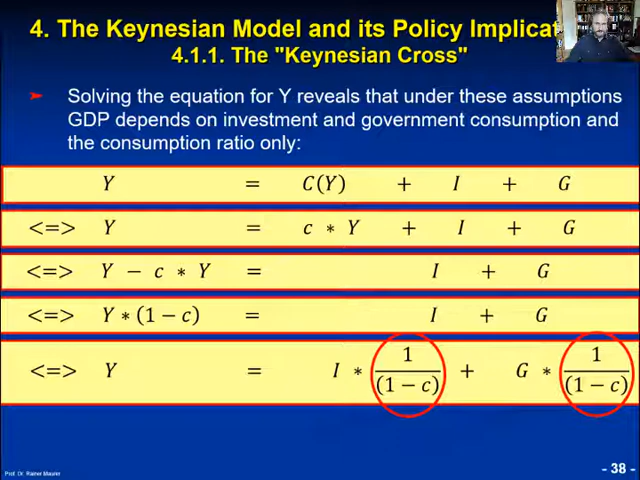 4. The Keynesian Model and its Policy Implicat
4.1.1. The "Keynesian Cross"
➤ Solving the equation for Y reveals that under these assumptions
GDP depends on investment and government consumption and
the consumption ratio only:
Y = C(Y) + I + G
<=> Y = c * Y + I + G
<=> Y − c * Y = I + G
<=> Y * (1 − c) = I + G
<=> Y = I * 1/(1 − c) + G * 1/(1 − c)
Prof. Dr. Rainer Maurer
- 38 -